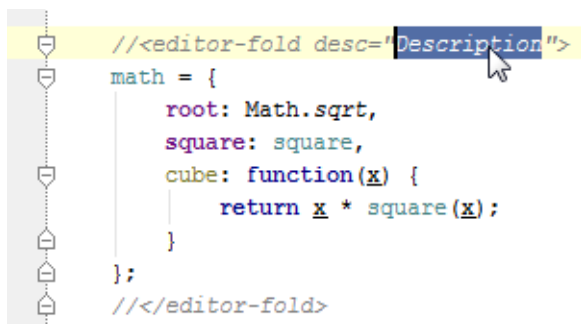 //<editor-fold desc="Description">
math = {
root: Math.sqrt,
square: square,
cube: function(x) {
return x * square(x);
}
};
//</editor-fold>